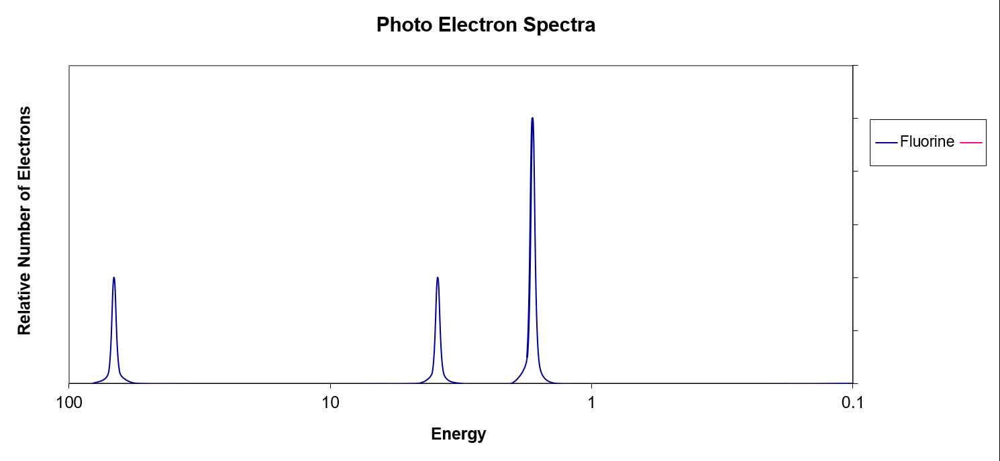 Photo Electron Spectra
Relative Number of Electrons
Fluorine
100 10 1 0.1
Energy